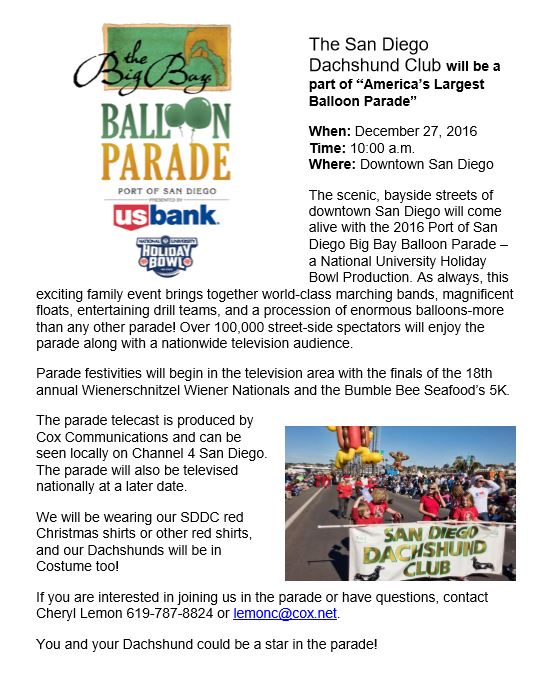 the
Big Bay
BALLOON
PARADE
PORT OF SAN DIEGO
PRESENTED BY
usbank.
NATIONAL UNIVERSITY
HOLIDAY
BOWL
SAN DIEGO
The San Diego
Dachshund Club will be a
part of “America’s Largest
Balloon Parade”
When: December 27, 2016
Time: 10:00 a.m.
Where: Downtown San Diego
The scenic, bayside streets of
downtown San Diego will come
alive with the 2016 Port of San
Diego Big Bay Balloon Parade –
a National University Holiday
Bowl Production. As always, this
exciting family event brings together world-class marching bands, magnificent
floats, entertaining drill teams, and a procession of enormous balloons-more
than any other parade! Over 100,000 street-side spectators will enjoy the
parade along with a nationwide television audience.
Parade festivities will begin in the television area with the finals of the 18th
annual Wienerschnitzel Wiener Nationals and the Bumble Bee Seafood’s 5K.
The parade telecast is produced by
Cox Communications and can be
seen locally on Channel 4 San Diego.
The parade will also be televised
nationally at a later date.
We will be wearing our SDDC red
Christmas shirts or other red shirts,
and our Dachshunds will be in
Costume too!
SAN DIEGO
DACHSHUND
CLUB
If you are interested in joining us in the parade or have questions, contact
Cheryl Lemon 619-787-8824 or lemonc@cox.net.
You and your Dachshund could be a star in the parade!